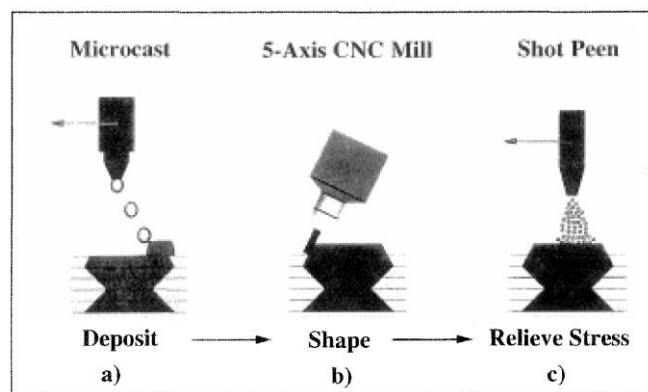 Microcast 5-Axis CNC Mill Shot Peen
Deposit Shape Relieve Stress
a) b) c)